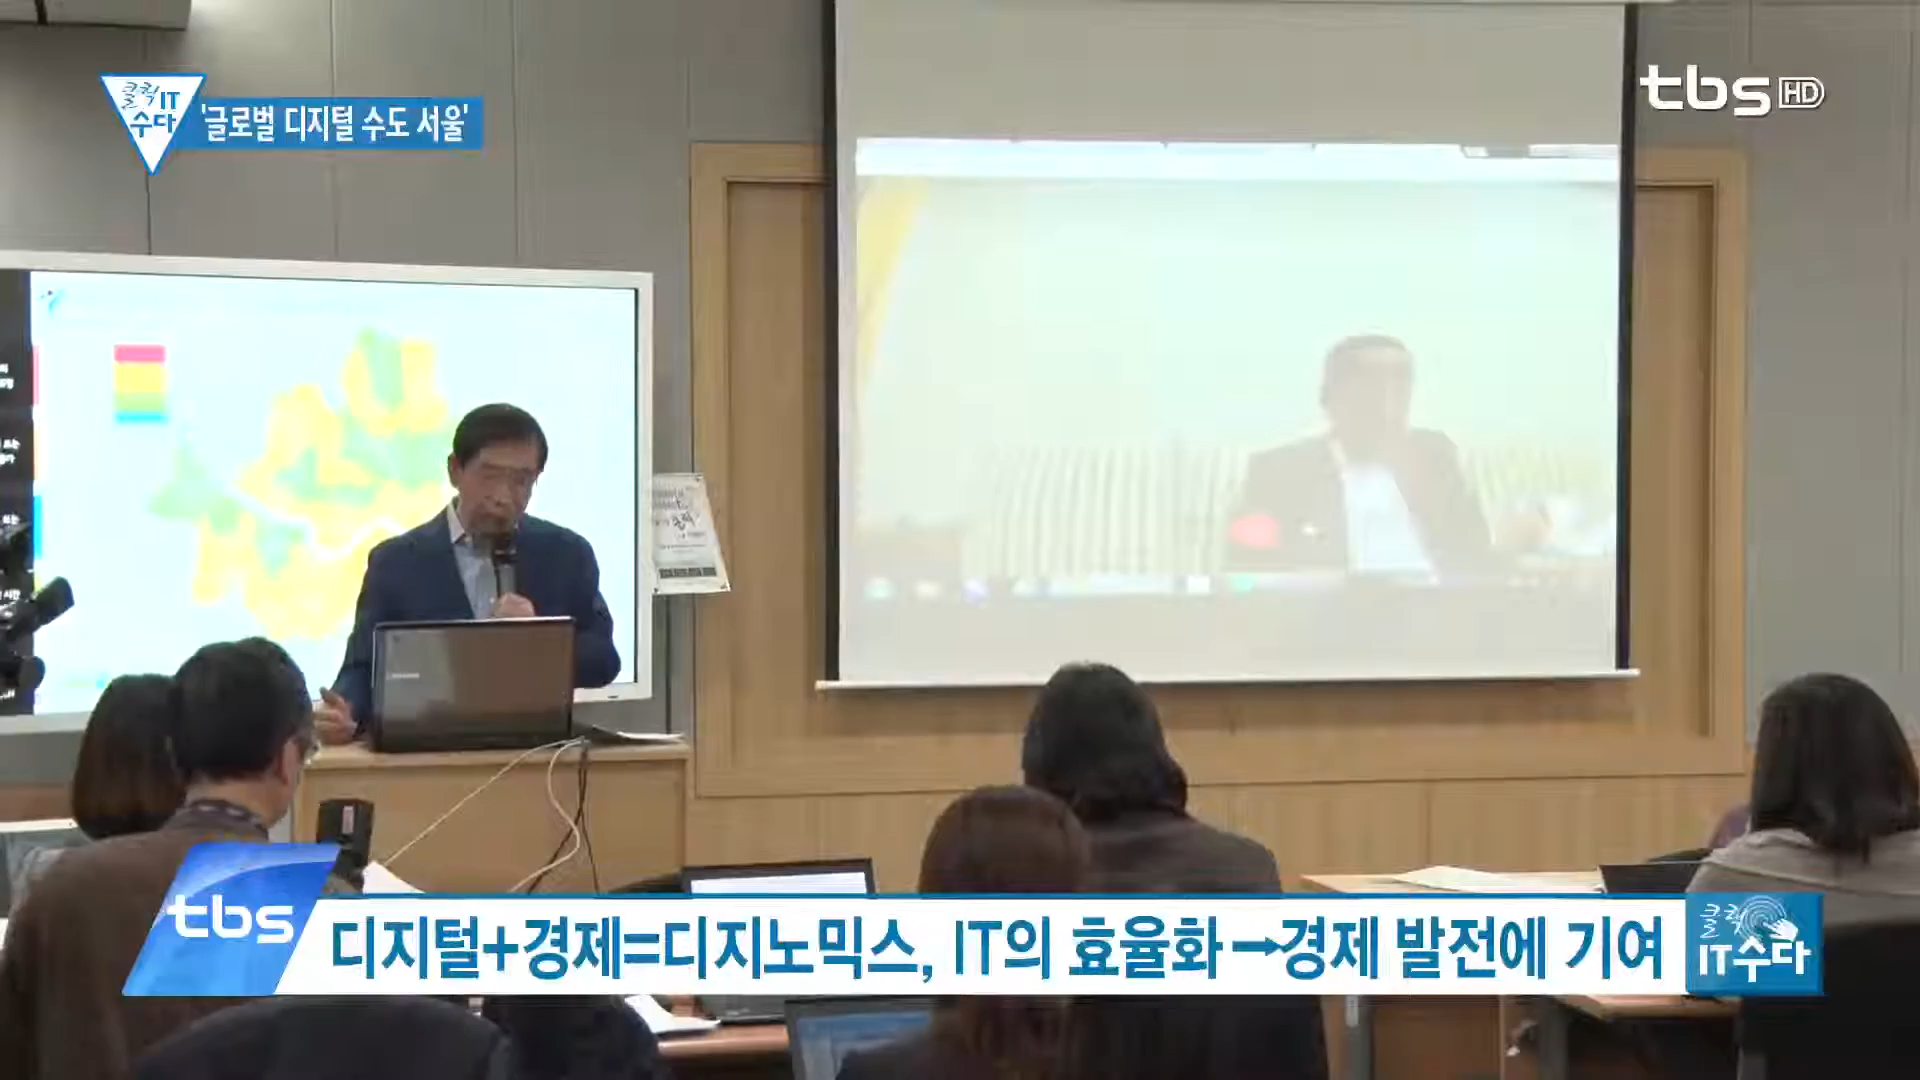 클릭IT
수다
'글로벌 디지털 수도 서울'
tbs HD
tbs
디지털+경제=디지노믹스, IT의 효율화→경제 발전에 기여
클릭
IT수다